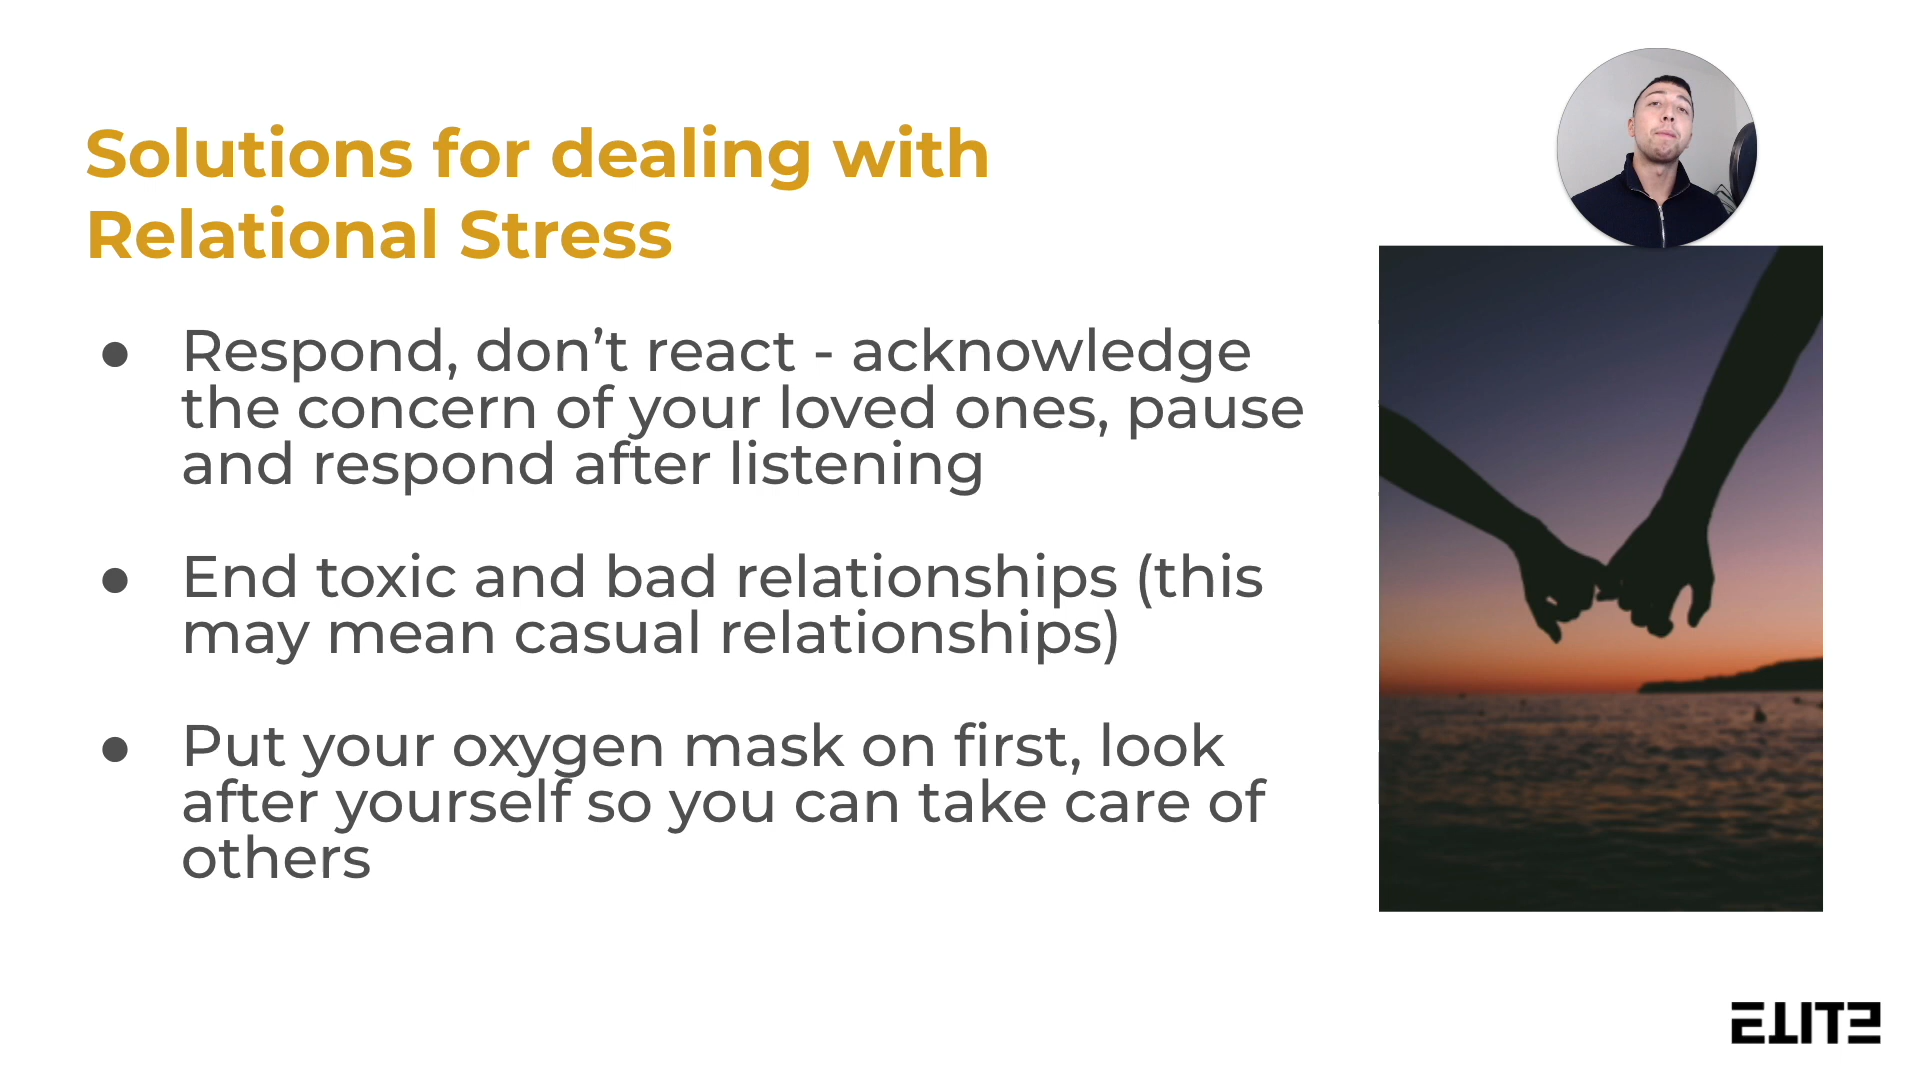 Solutions for dealing with
Relational Stress
● Respond, don’t react - acknowledge
the concern of your loved ones, pause
and respond after listening
● End toxic and bad relationships (this
may mean casual relationships)
● Put your oxygen mask on first, look
after yourself so you can take care of
others
ELITE